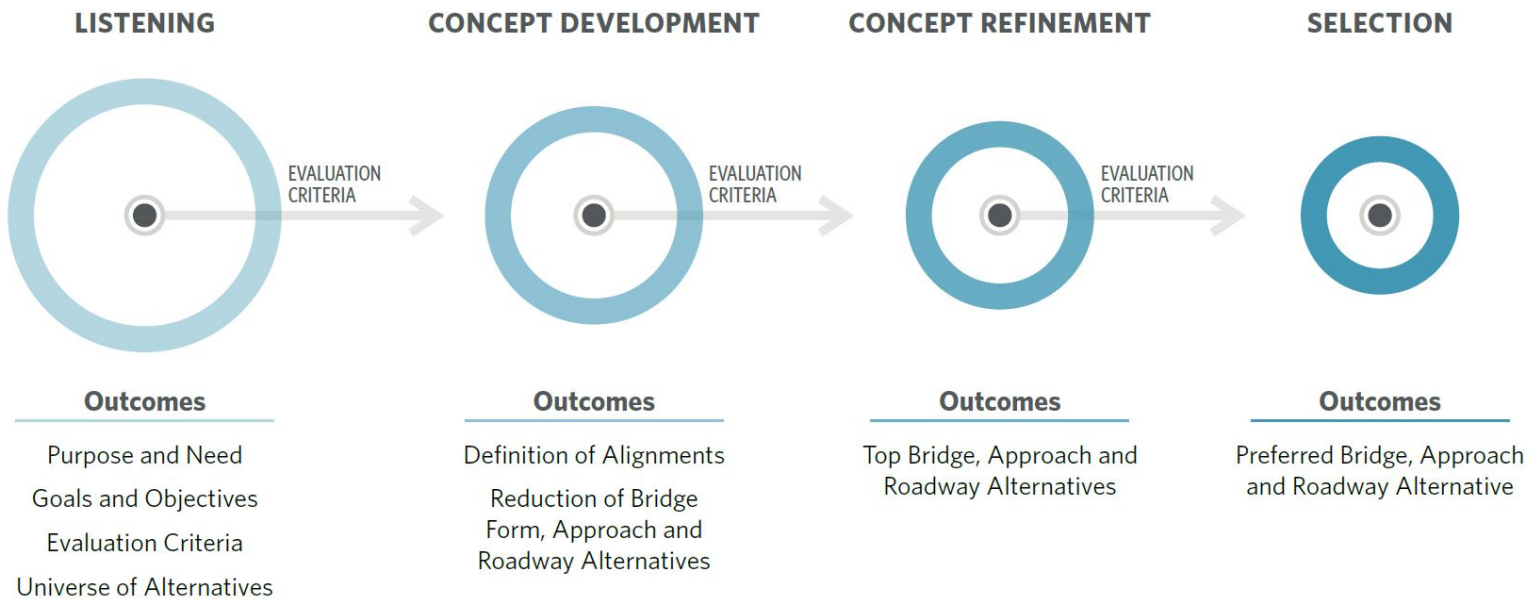 LISTENING
EVALUATION
CRITERIA
Outcomes
Purpose and Need
Goals and Objectives
Evaluation Criteria
Universe of Alternatives
CONCEPT DEVELOPMENT
EVALUATION
CRITERIA
Outcomes
Definition of Alignments
Reduction of Bridge
Form, Approach and
Roadway Alternatives
CONCEPT REFINEMENT
EVALUATION
CRITERIA
Outcomes
Top Bridge, Approach and
Roadway Alternatives
SELECTION
Outcomes
Preferred Bridge, Approach
and Roadway Alternative